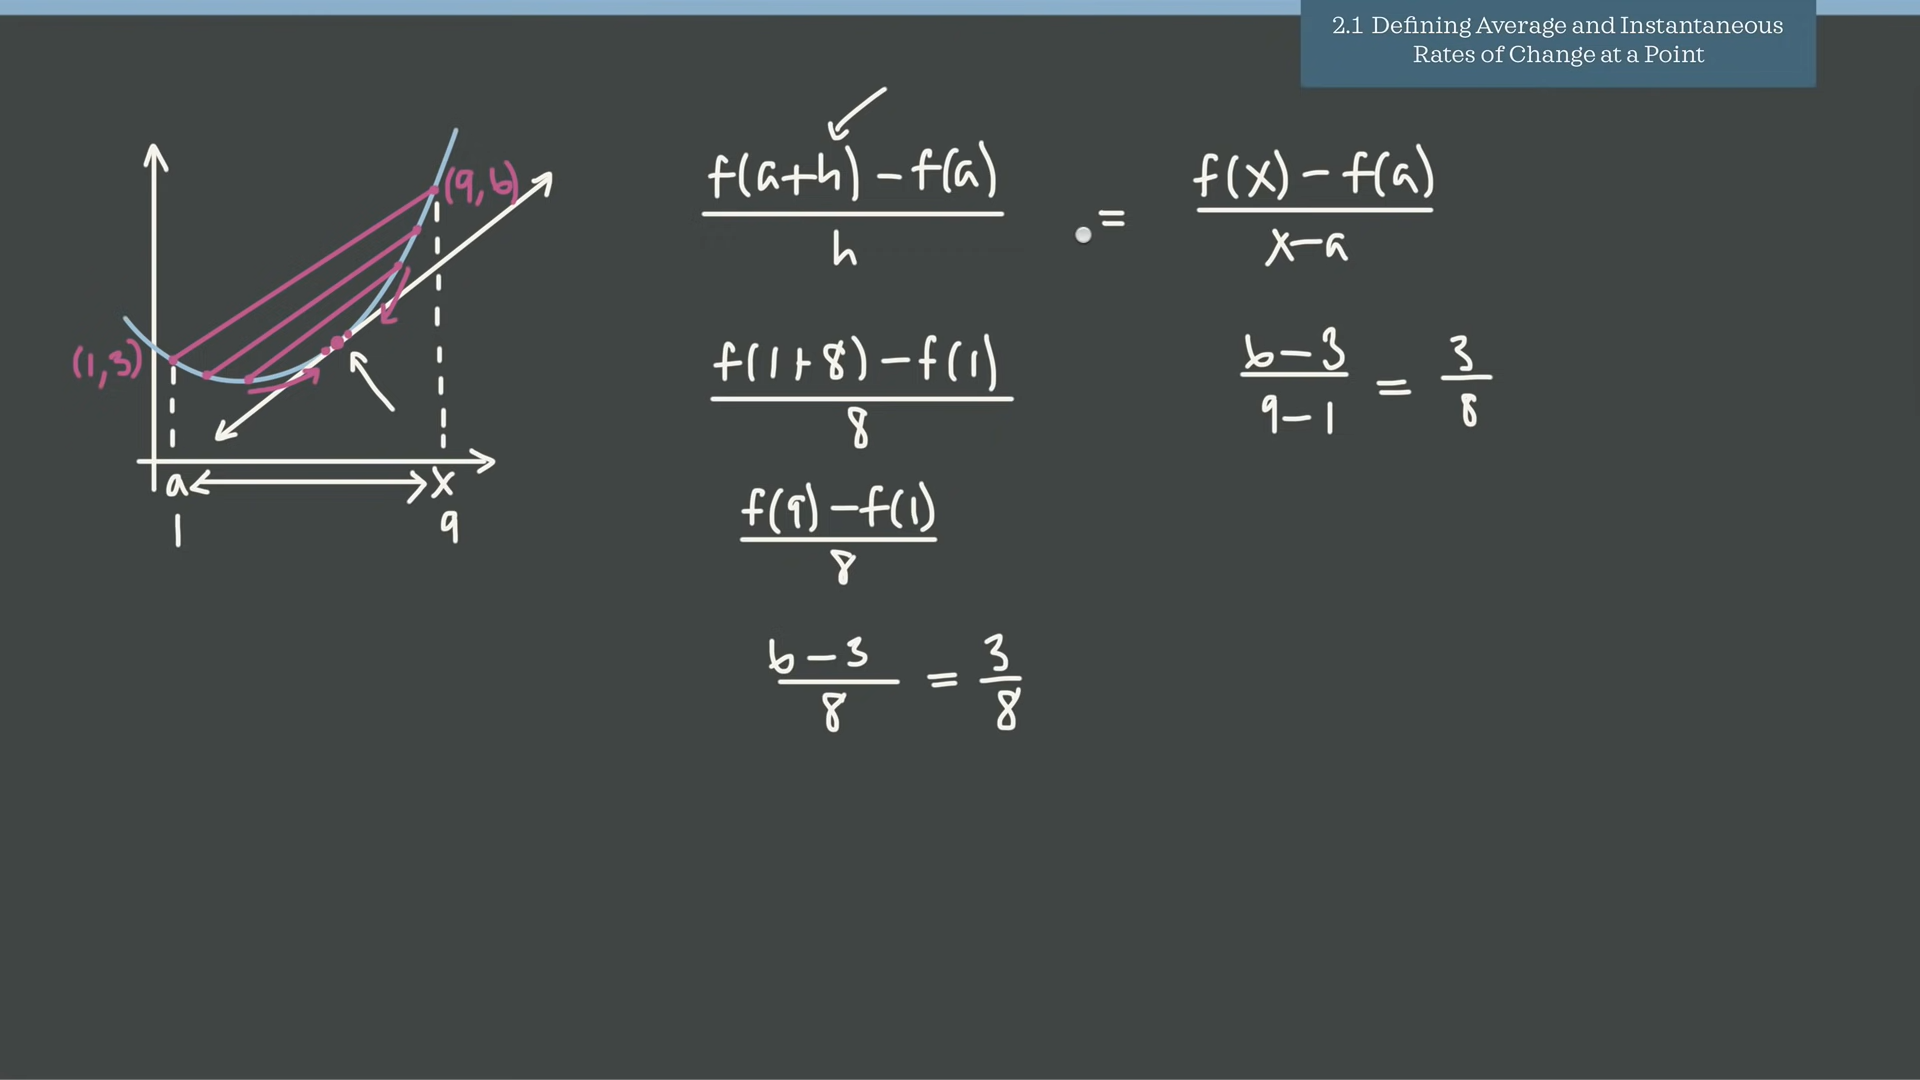 2.1 Defining Average and Instantaneous
Rates of Change at a Point
(9,6)
(1,3)
a x
1 9
f(a+h) - f(a)
h
= f(x) - f(a)
x-a
f(1+8) - f(1)
8
6-3
9-1
= 3
8
f(9) - f(1)
8
6-3
8
= 3
8